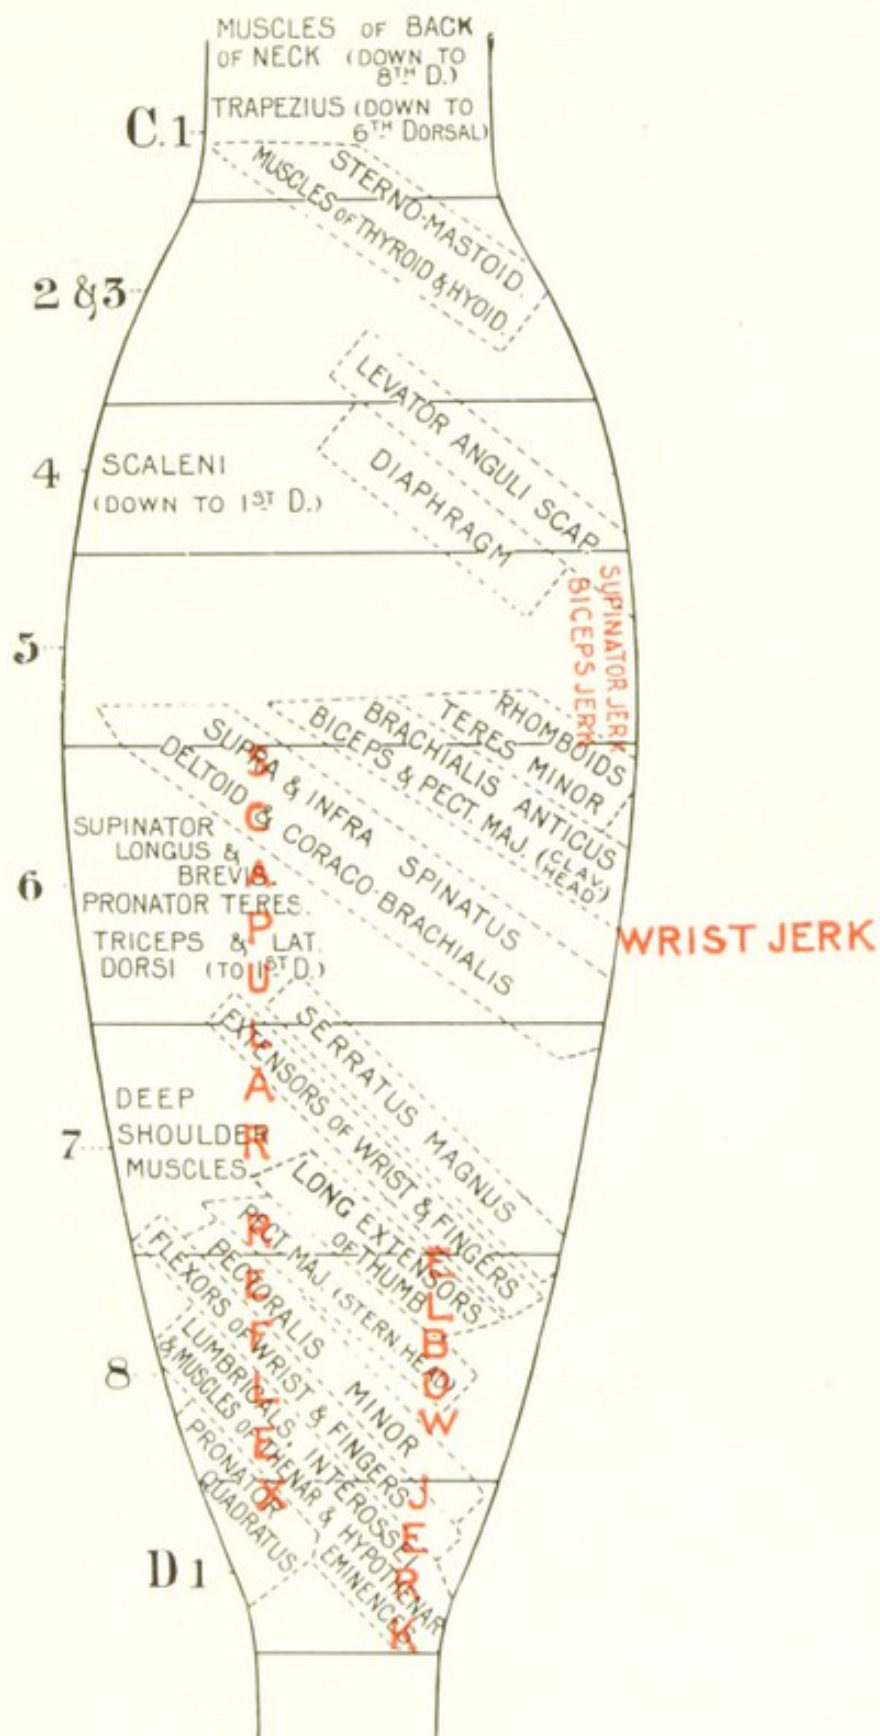 MUSCLES OF BACK
OF NECK (DOWN TO
8TH D.)
TRAPEZIUS (DOWN TO
6TH DORSAL)
C.1
STERNO-MASTOID.
MUSCLES OF THYROID & HYOID.
2 & 3
LEVATOR ANGULI SCAP.
DIAPHRAGM
4
SCALENI
(DOWN TO 1ST D.)
SUPINATOR JERK
BICEPS JERK
5
RHOMBOIDS
TERES MINOR
BRACHIALIS ANTICUS
BICEPS & PECT. MAJ. (CLAV.
HEAD)
SUPRA & INFRA SPINATUS
DELTOID & CORACO-BRACHIALIS
SUPINATOR
LONGUS &
BREVIS.
6
PRONATOR TERES.
TRICEPS & LAT.
DORSI (TO 1ST D.)
WRIST JERK
SCAPULAR REFLEX
SERRATUS MAGNUS
EXTENSORS OF WRIST & FINGERS
DEEP
7
SHOULDER
MUSCLES.
LONG EXTENSORS
OF THUMB
PECT. MAJ. (STERN HEAD)
PECTORALIS MINOR
FLEXORS OF WRIST & FINGERS
ELBOW JERK
8
LUMBRICALS, INTEROSSEI
& MUSCLES OF THENAR & HYPOTHENAR
EMINENCES
PRONATOR
QUADRATUS
D 1